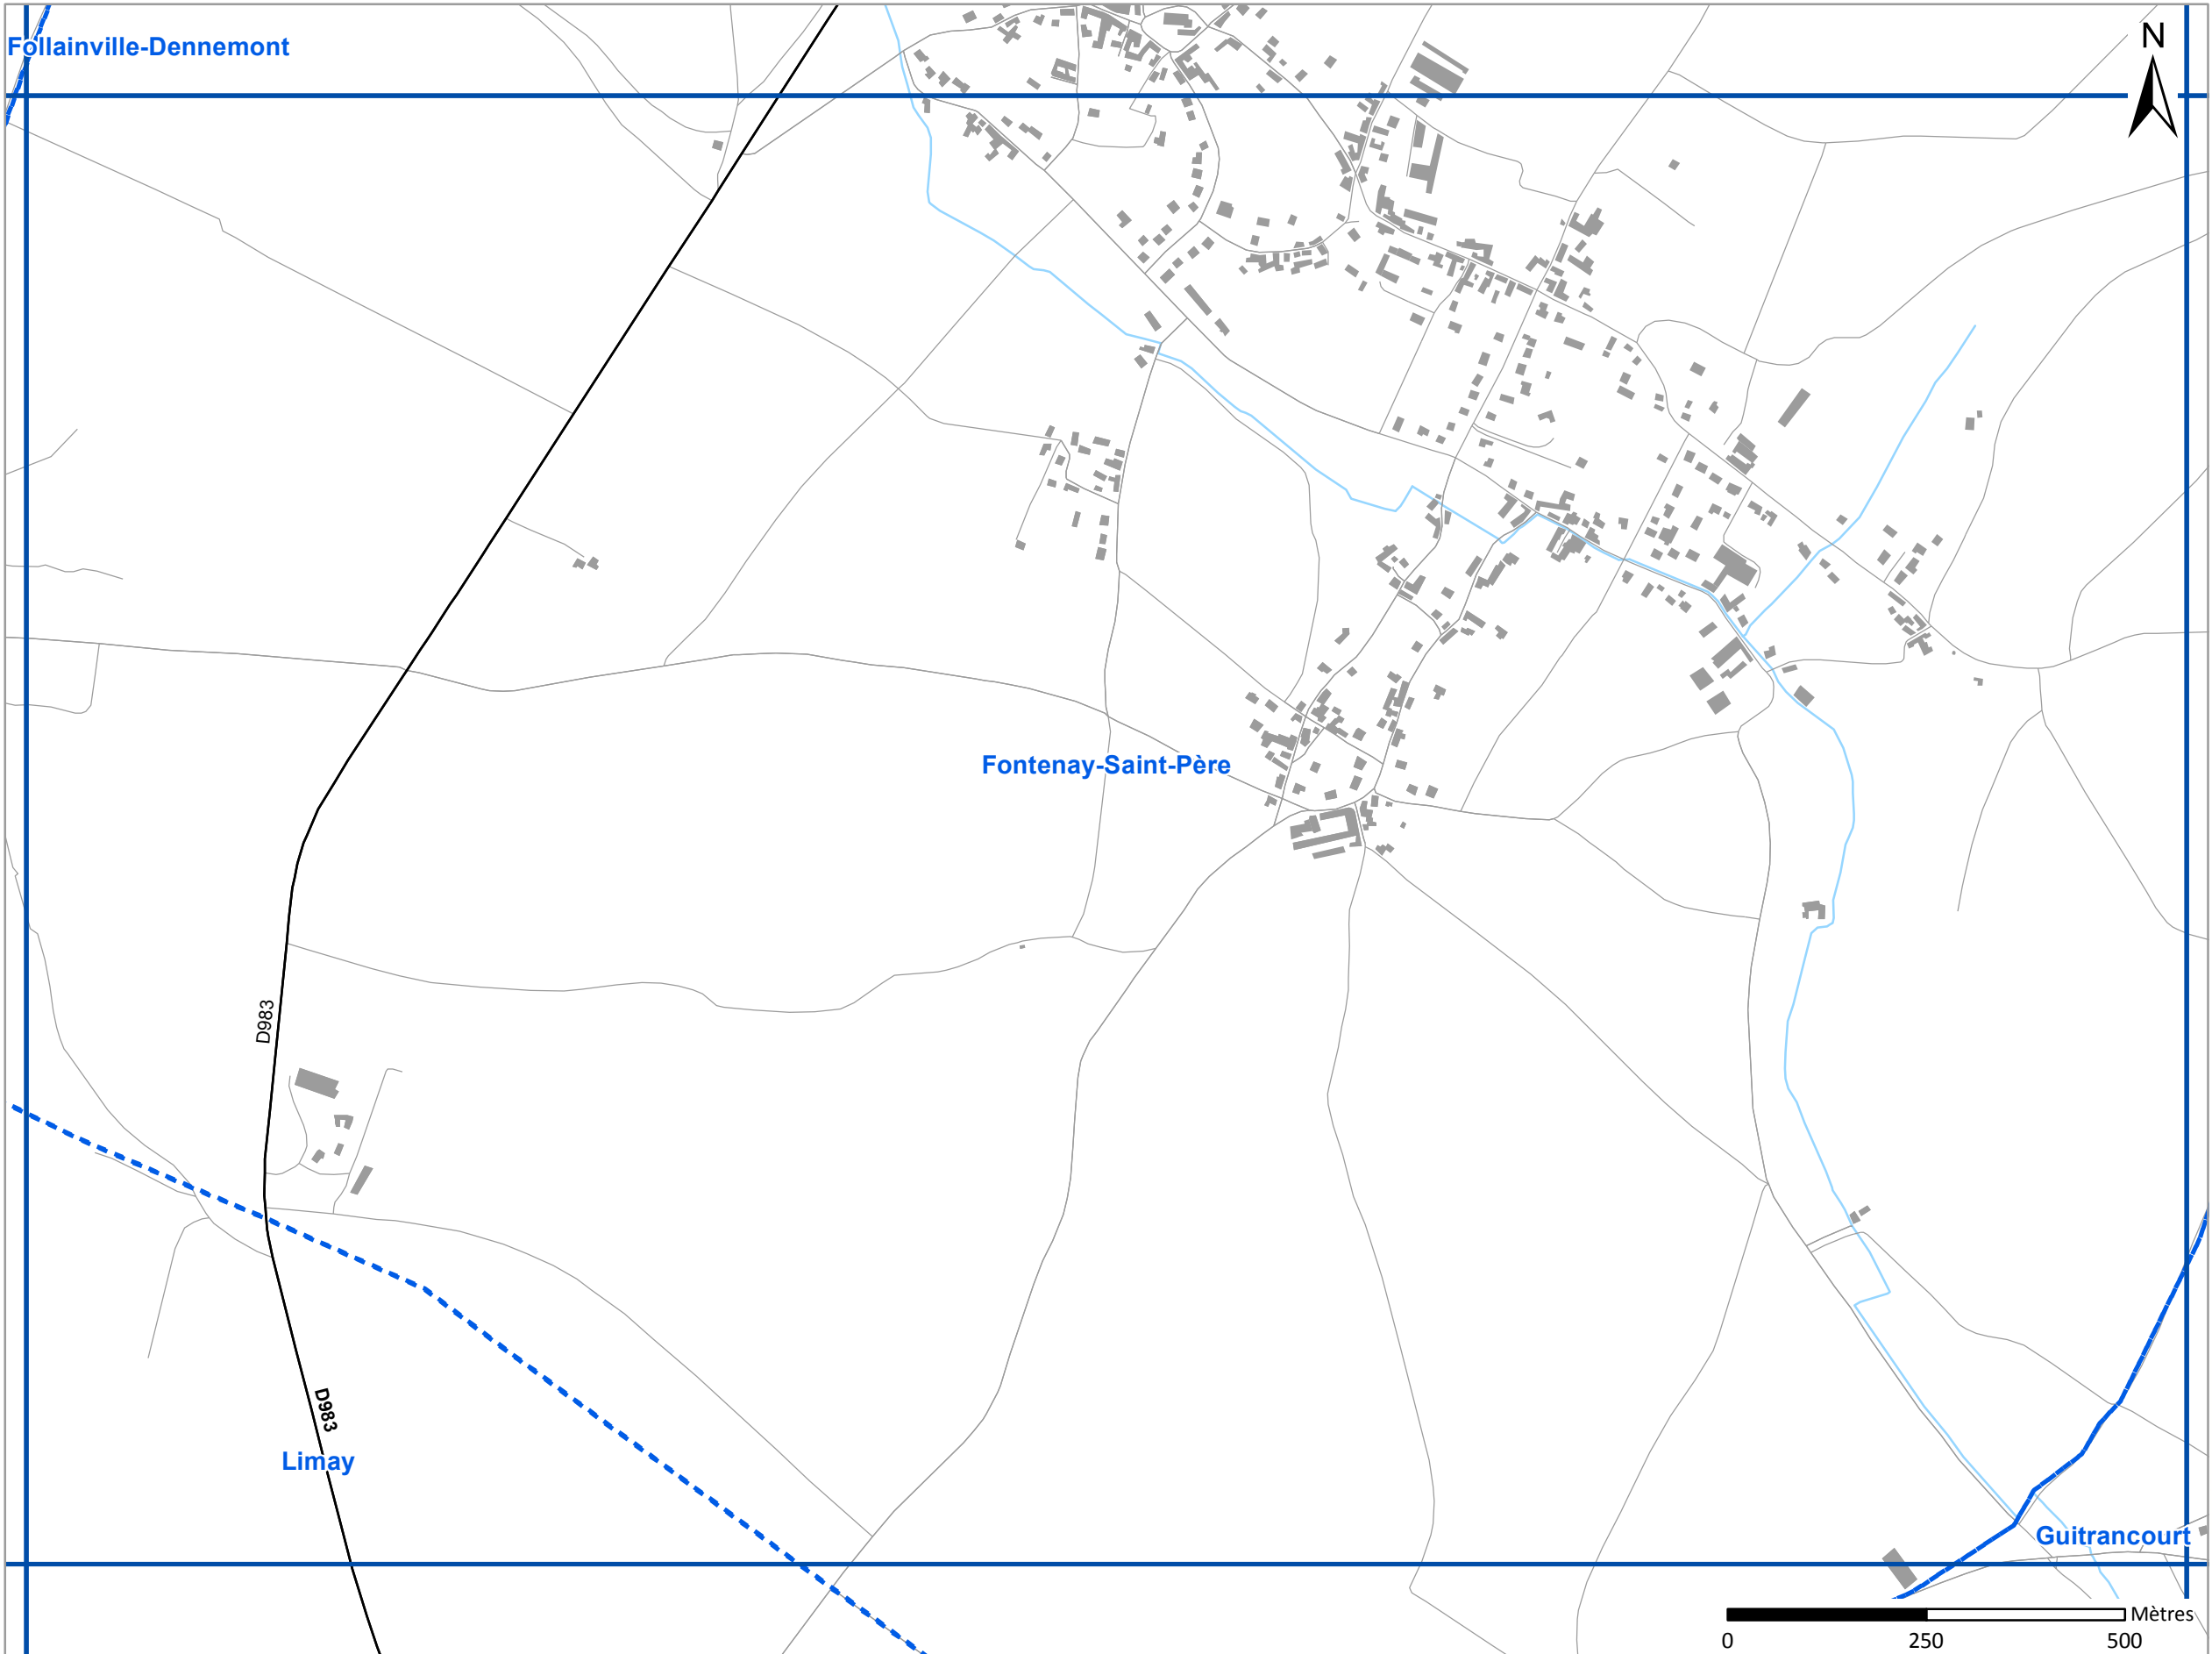 Follainville-Dennemont
N
Fontenay-Saint-Père
D983
D983
Limay
Guitrancourt
Mètres
0 250 500